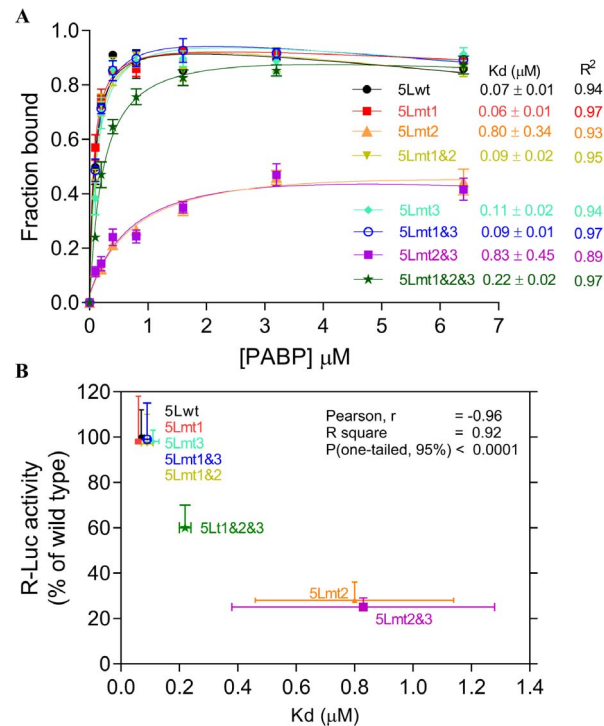 A
Fraction bound
1.0
0.8
0.6
0.4
0.2
0.0
0 1 2 3 4 5 6 7
[PABP] μM
Kd (μM) R2
5Lwt 0.07 ± 0.01 0.94
5Lmt1 0.06 ± 0.01 0.97
5Lmt2 0.80 ± 0.34 0.93
5Lmt1&2 0.09 ± 0.02 0.95
5Lmt3 0.11 ± 0.02 0.94
5Lmt1&3 0.09 ± 0.01 0.97
5Lmt2&3 0.83 ± 0.45 0.89
5Lmt1&2&3 0.22 ± 0.02 0.97
B
R-Luc activity
(% of wild type)
120
100
80
60
40
20
0
5Lwt
5Lmt1
5Lmt3
5Lmt1&3
5Lmt1&2
5Lt1&2&3
5Lmt2
5Lmt2&3
Pearson, r = -0.96
R square = 0.92
P(one-tailed, 95%) < 0.0001
0.0 0.2 0.4 0.6 0.8 1.0 1.2 1.4
Kd (μM)